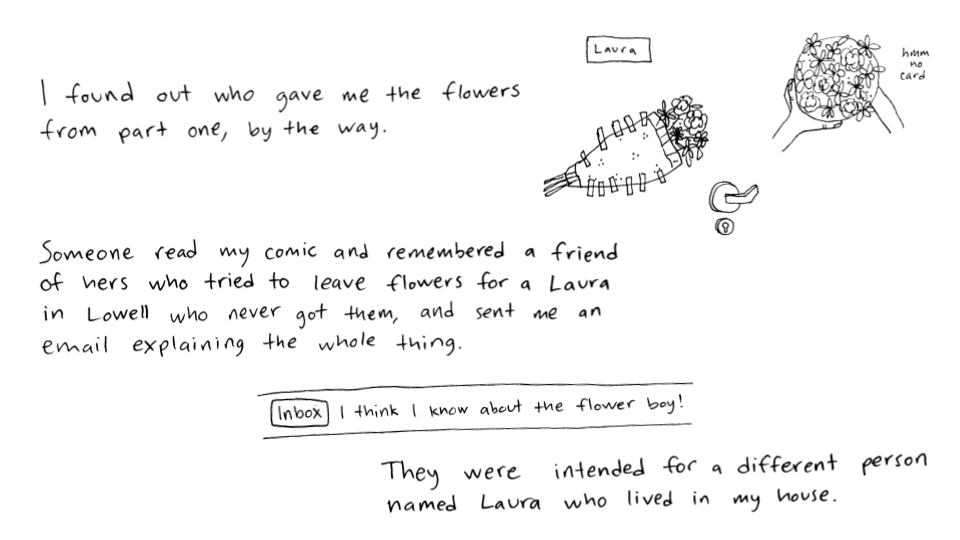 Laura
hmm
no
card
I found out who gave me the flowers
from part one, by the way.
Someone read my comic and remembered a friend
of hers who tried to leave flowers for a Laura
in Lowell who never got them, and sent me an
email explaining the whole thing.
Inbox I think I know about the flower boy!
They were intended for a different person
named Laura who lived in my house.